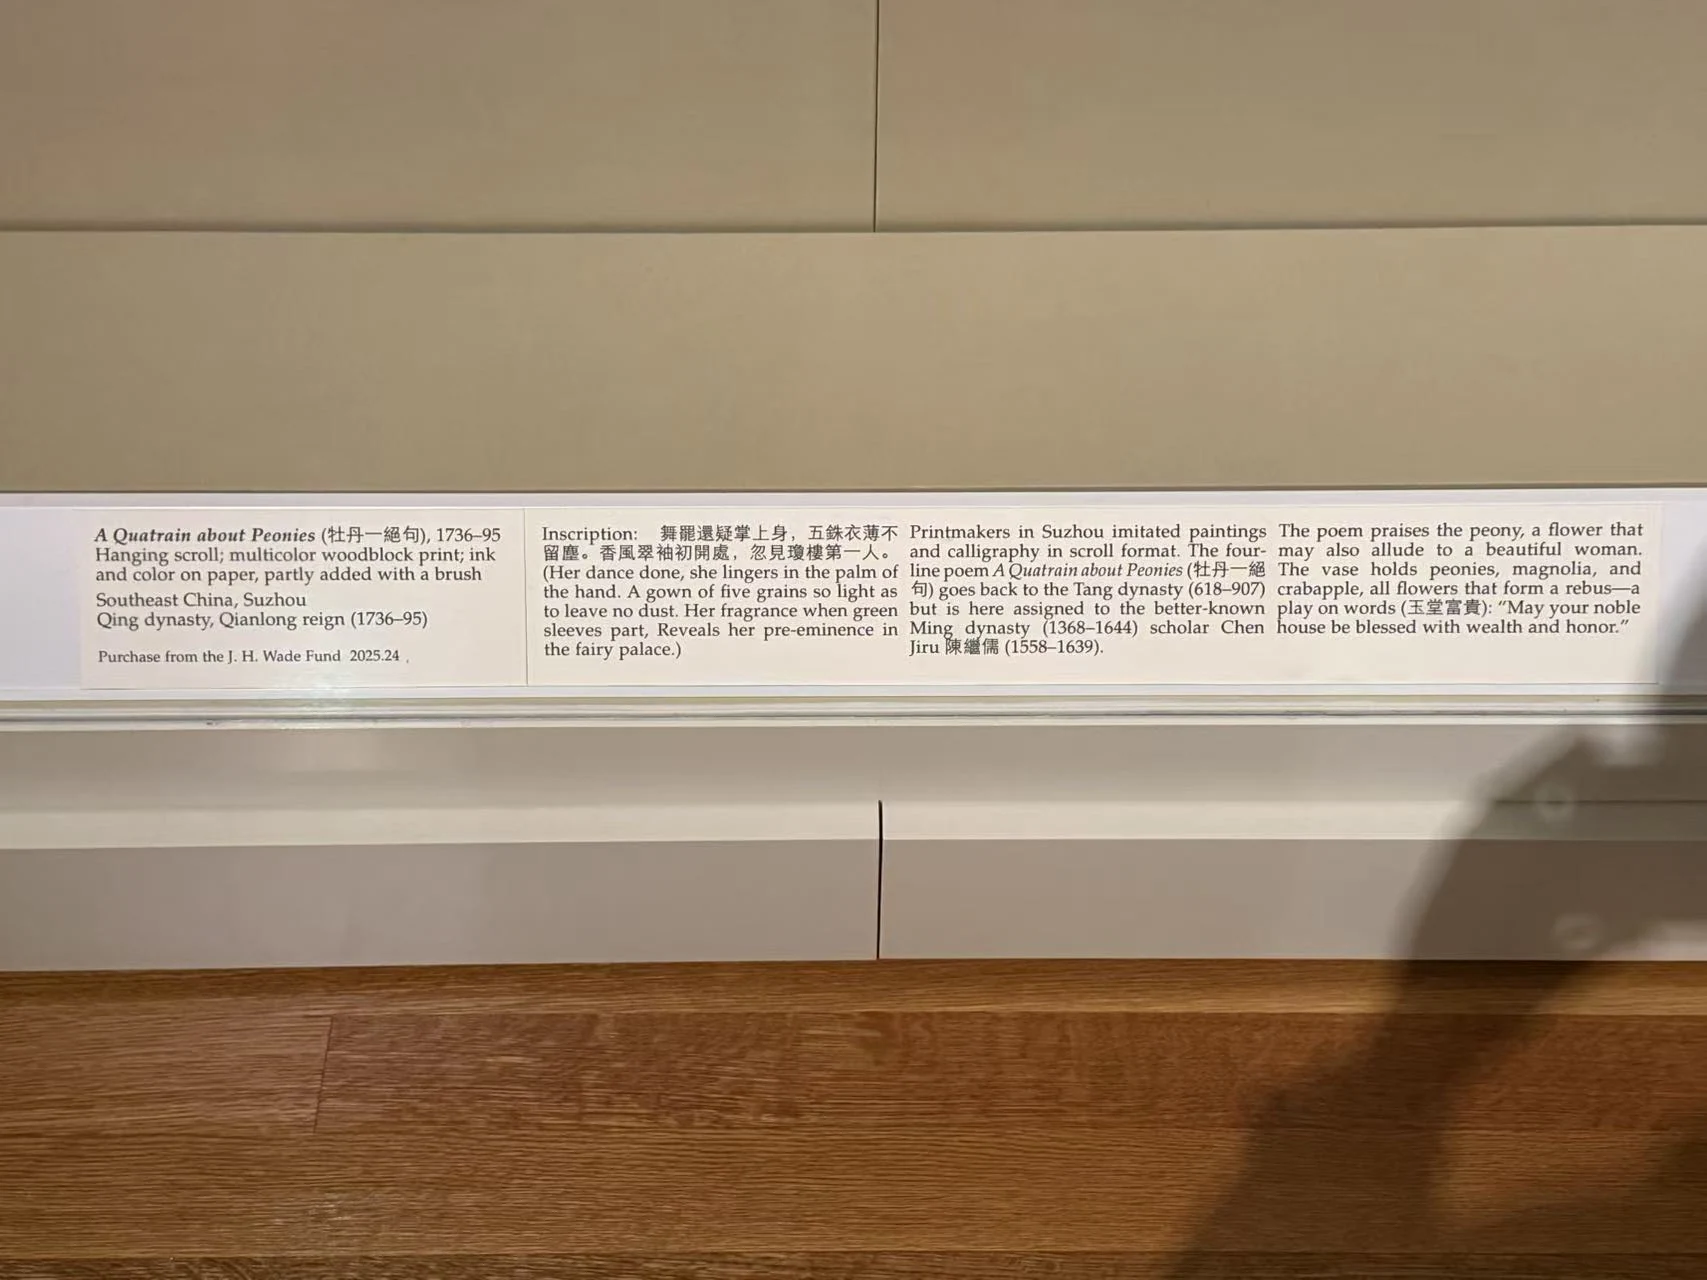 A Quatrain about Peonies (牡丹一絕句), 1736–95
Hanging scroll; multicolor woodblock print; ink
and color on paper, partly added with a brush
Southeast China, Suzhou
Qing dynasty, Qianlong reign (1736–95)
Purchase from the J. H. Wade Fund 2025.24
Inscription: 舞罷還疑掌上身，五銖衣薄不
留塵。香風翠袖初開處，忽見瓊樓第一人。
(Her dance done, she lingers in the palm of
the hand. A gown of five grains so light as
to leave no dust. Her fragrance when green
sleeves part, Reveals her pre-eminence in
the fairy palace.)
Printmakers in Suzhou imitated paintings
and calligraphy in scroll format. The four-
line poem A Quatrain about Peonies (牡丹一絕
句) goes back to the Tang dynasty (618–907)
but is here assigned to the better-known
Ming dynasty (1368–1644) scholar Chen
Jiru 陳繼儒 (1558–1639).
The poem praises the peony, a flower that
may also allude to a beautiful woman.
The vase holds peonies, magnolia, and
crabapple, all flowers that form a rebus—a
play on words (玉堂富貴): “May your noble
house be blessed with wealth and honor.”